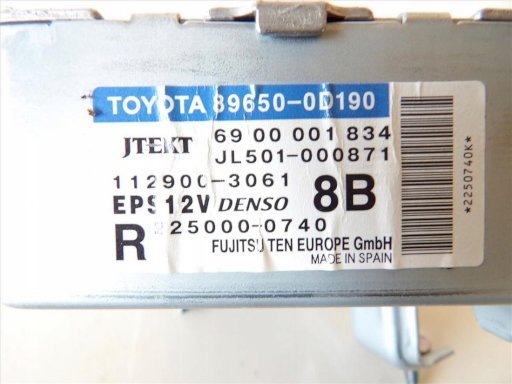 TOYOTA 89650-0D190
JTEKT 69 00 001 834
JL501-000871
112900-3061
EPS12V DENSO 8B
R 225000-0740
FUJITSU TEN EUROPE GmbH
MADE IN SPAIN
*2250740K*